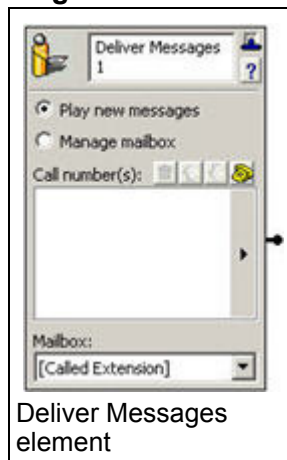 Deliver Messages
1
?
Play new messages
Manage mailbox
Call number(s):
Mailbox:
[Called Extension]
Deliver Messages
element